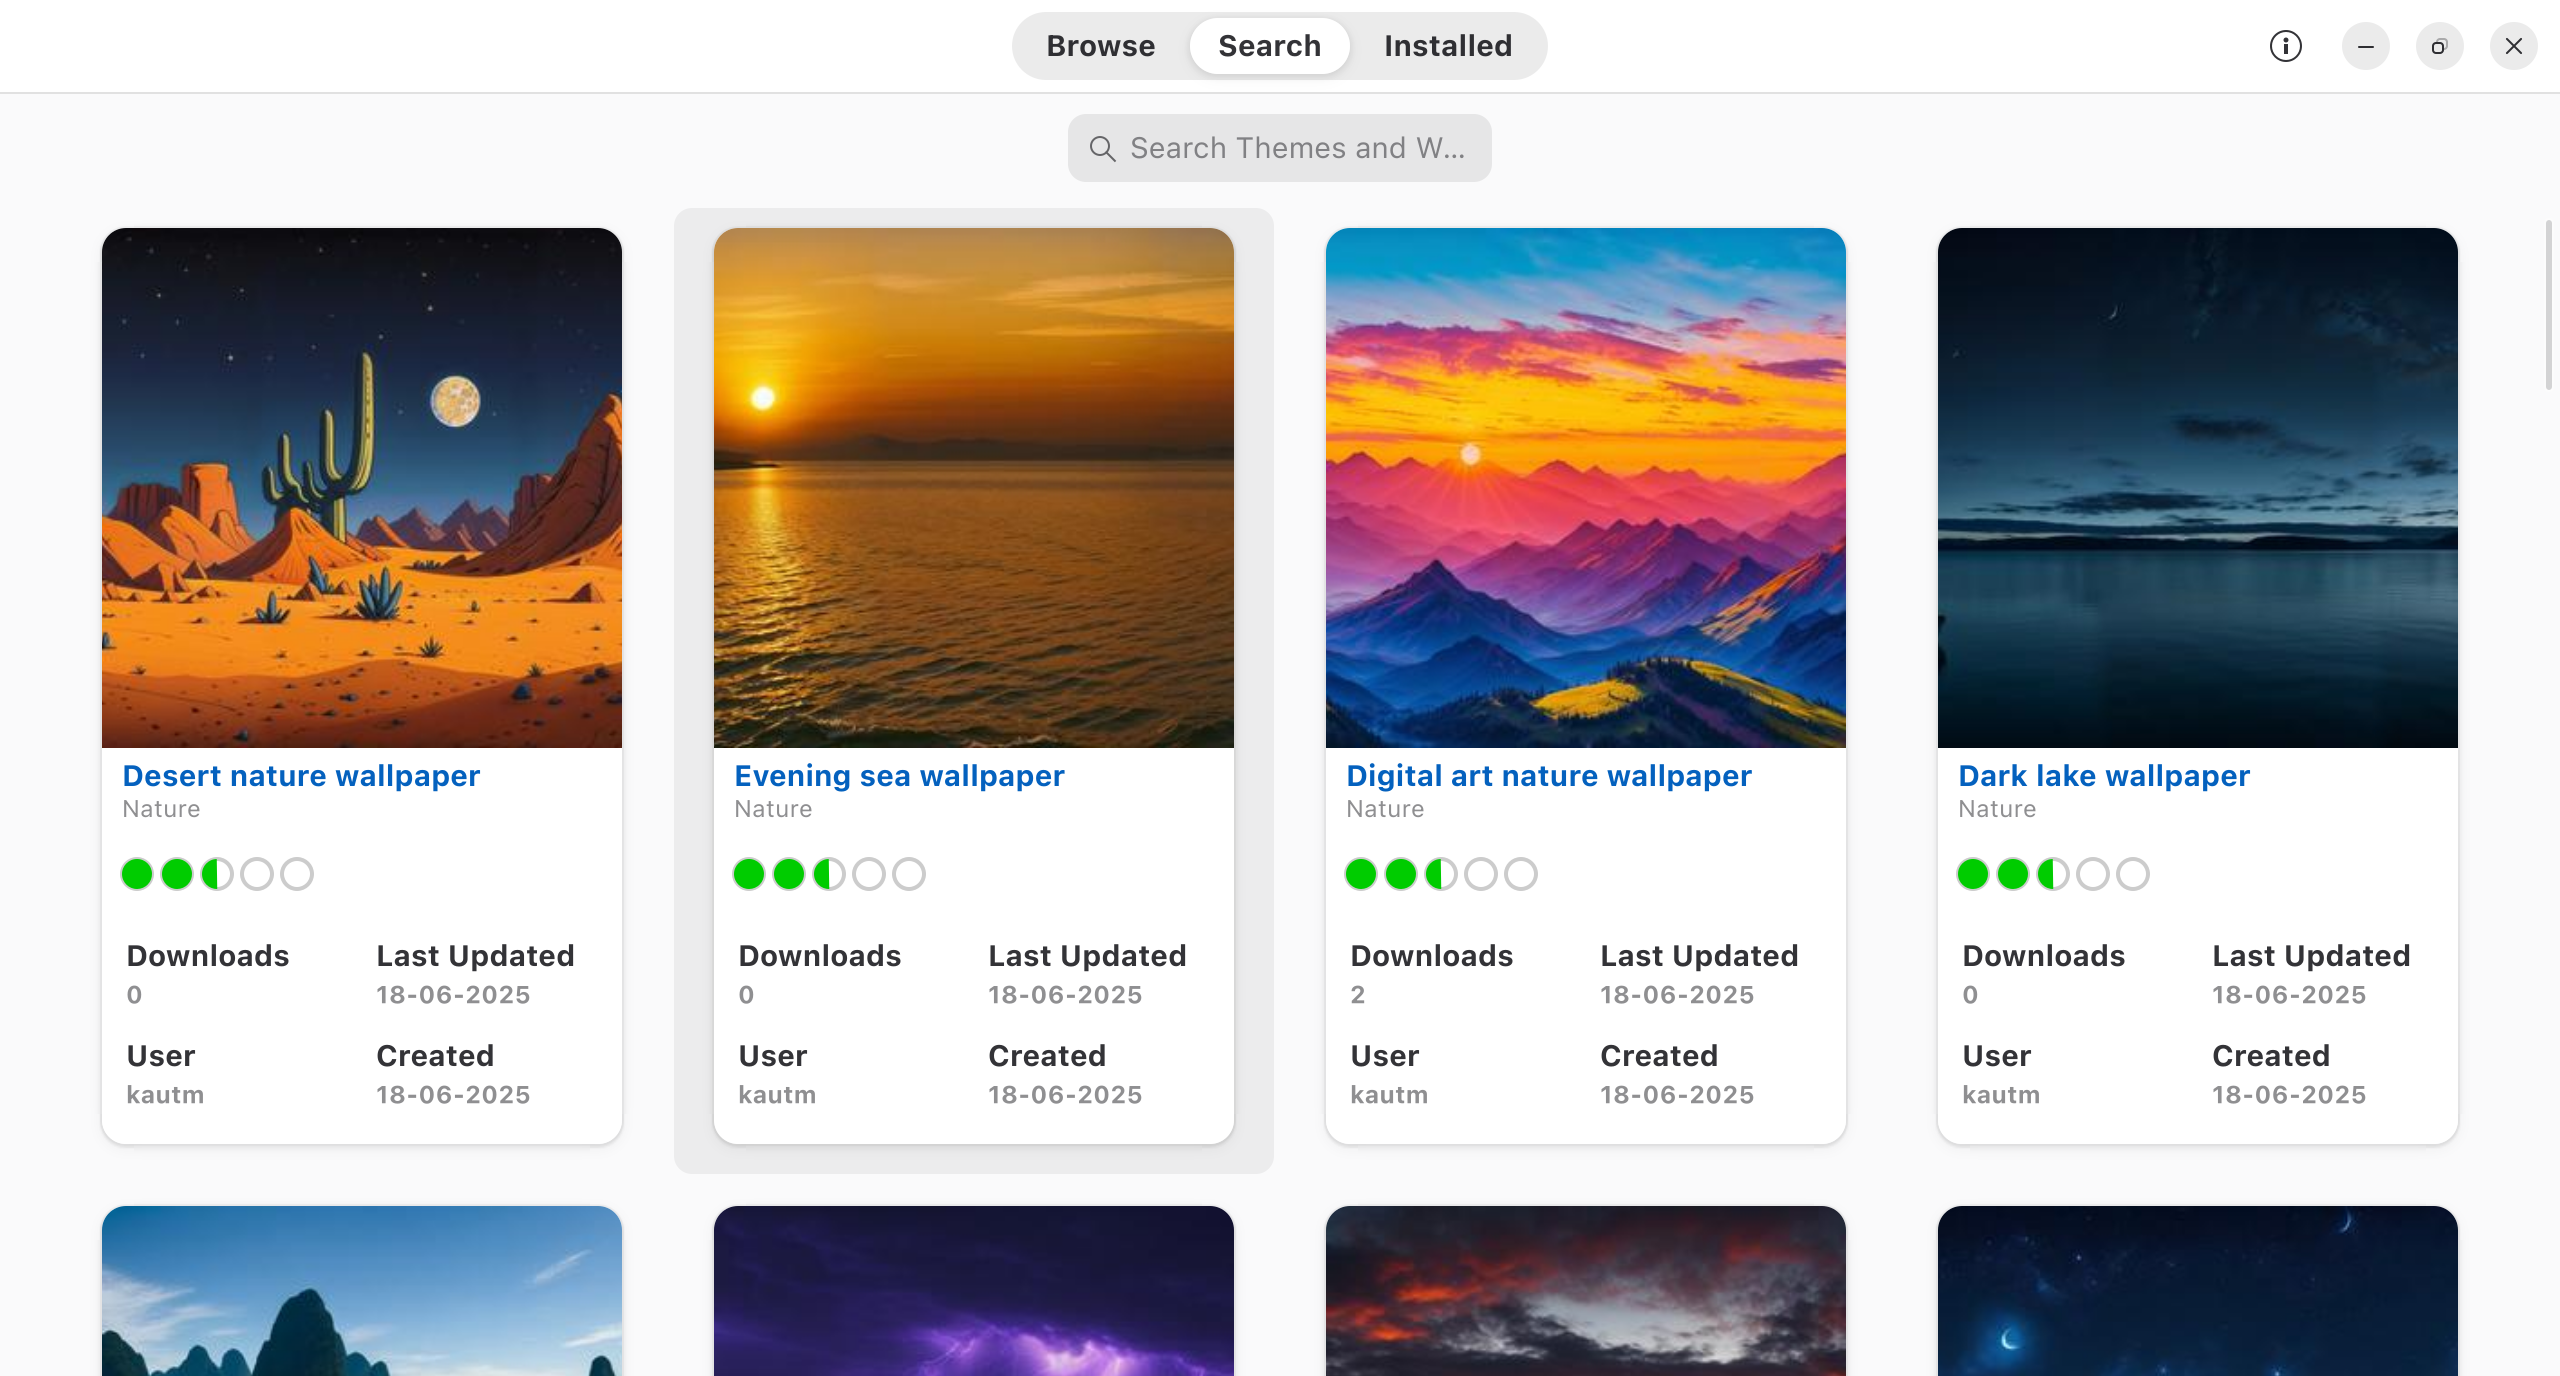 Browse Search Installed
Search Themes and W...
Desert nature wallpaper
Nature
Downloads Last Updated
0 18-06-2025
User Created
kautm 18-06-2025
Evening sea wallpaper
Nature
Downloads Last Updated
0 18-06-2025
User Created
kautm 18-06-2025
Digital art nature wallpaper
Nature
Downloads Last Updated
2 18-06-2025
User Created
kautm 18-06-2025
Dark lake wallpaper
Nature
Downloads Last Updated
0 18-06-2025
User Created
kautm 18-06-2025